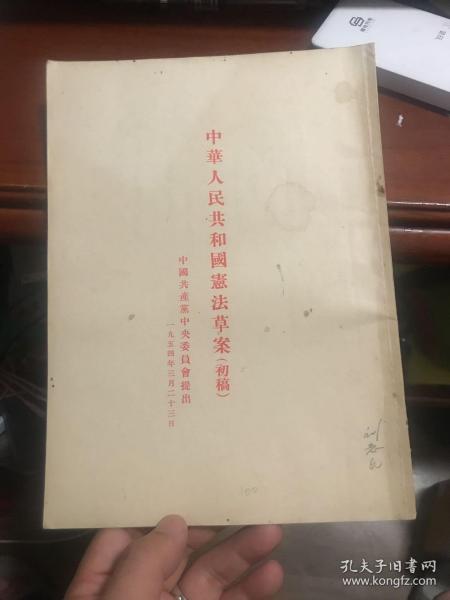 中華人民共和國憲法草案(初稿)
中國共產黨中央委員會提出
一九五四年三月二十三日
100
孔夫子旧书网
www.kongfz.com